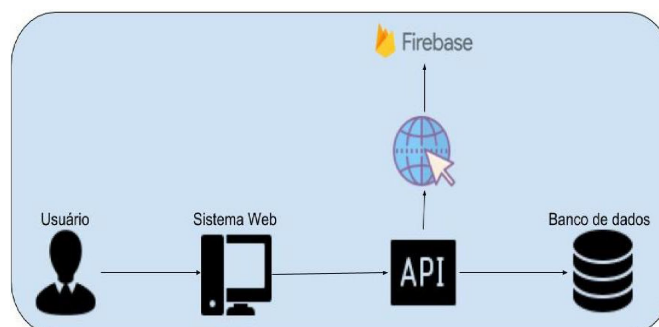 Firebase
Usuário
Sistema Web
Banco de dados
API